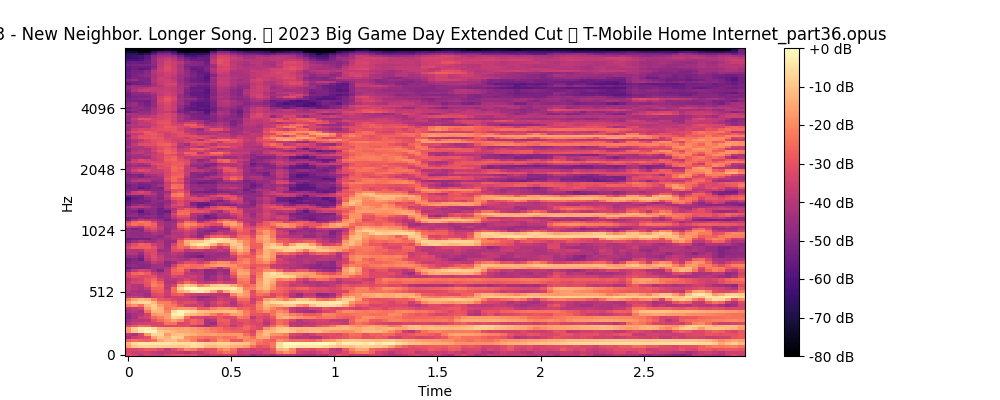 3 - New Neighbor. Longer Song. 2023 Big Game Day Extended Cut T-Mobile Home Internet_part36.opus
+0 dB
4096
-10 dB
-20 dB
2048
-30 dB
Hz
-40 dB
1024
-50 dB
512
-60 dB
-70 dB
0
-80 dB
0 0.5 1 1.5 2 2.5
Time